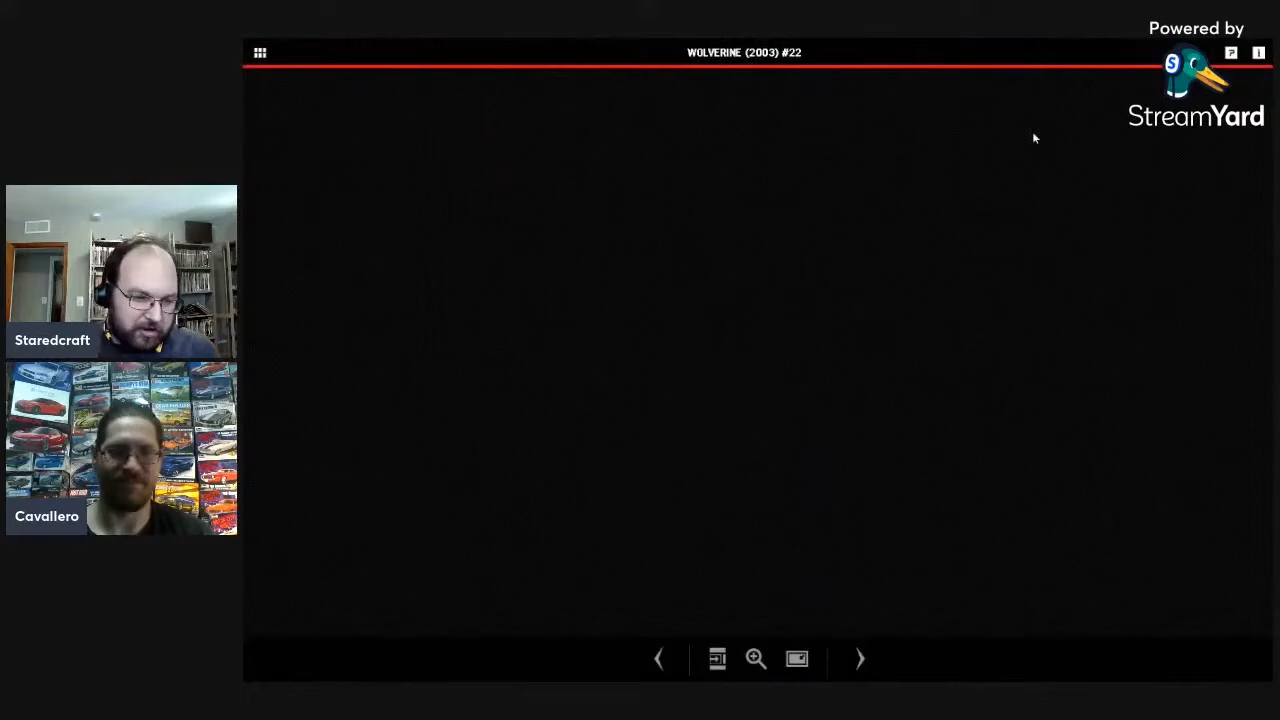 Powered by
WOLVERINE (2003) #22
StreamYard
Staredcraft
Cavallero